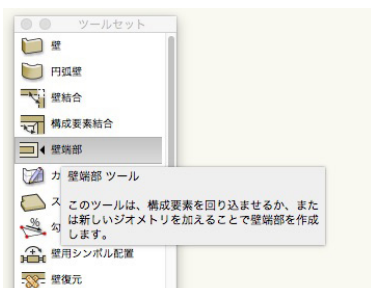 ツールセット
壁
円弧壁
壁結合
構成要素結合
壁端部
カ
壁端部 ツール
ス
このツールは、構成要素を回り込ませるか、また
は新しいジオメトリを加えることで壁端部を作成
します。
勾
壁用シンボル配置
壁復元